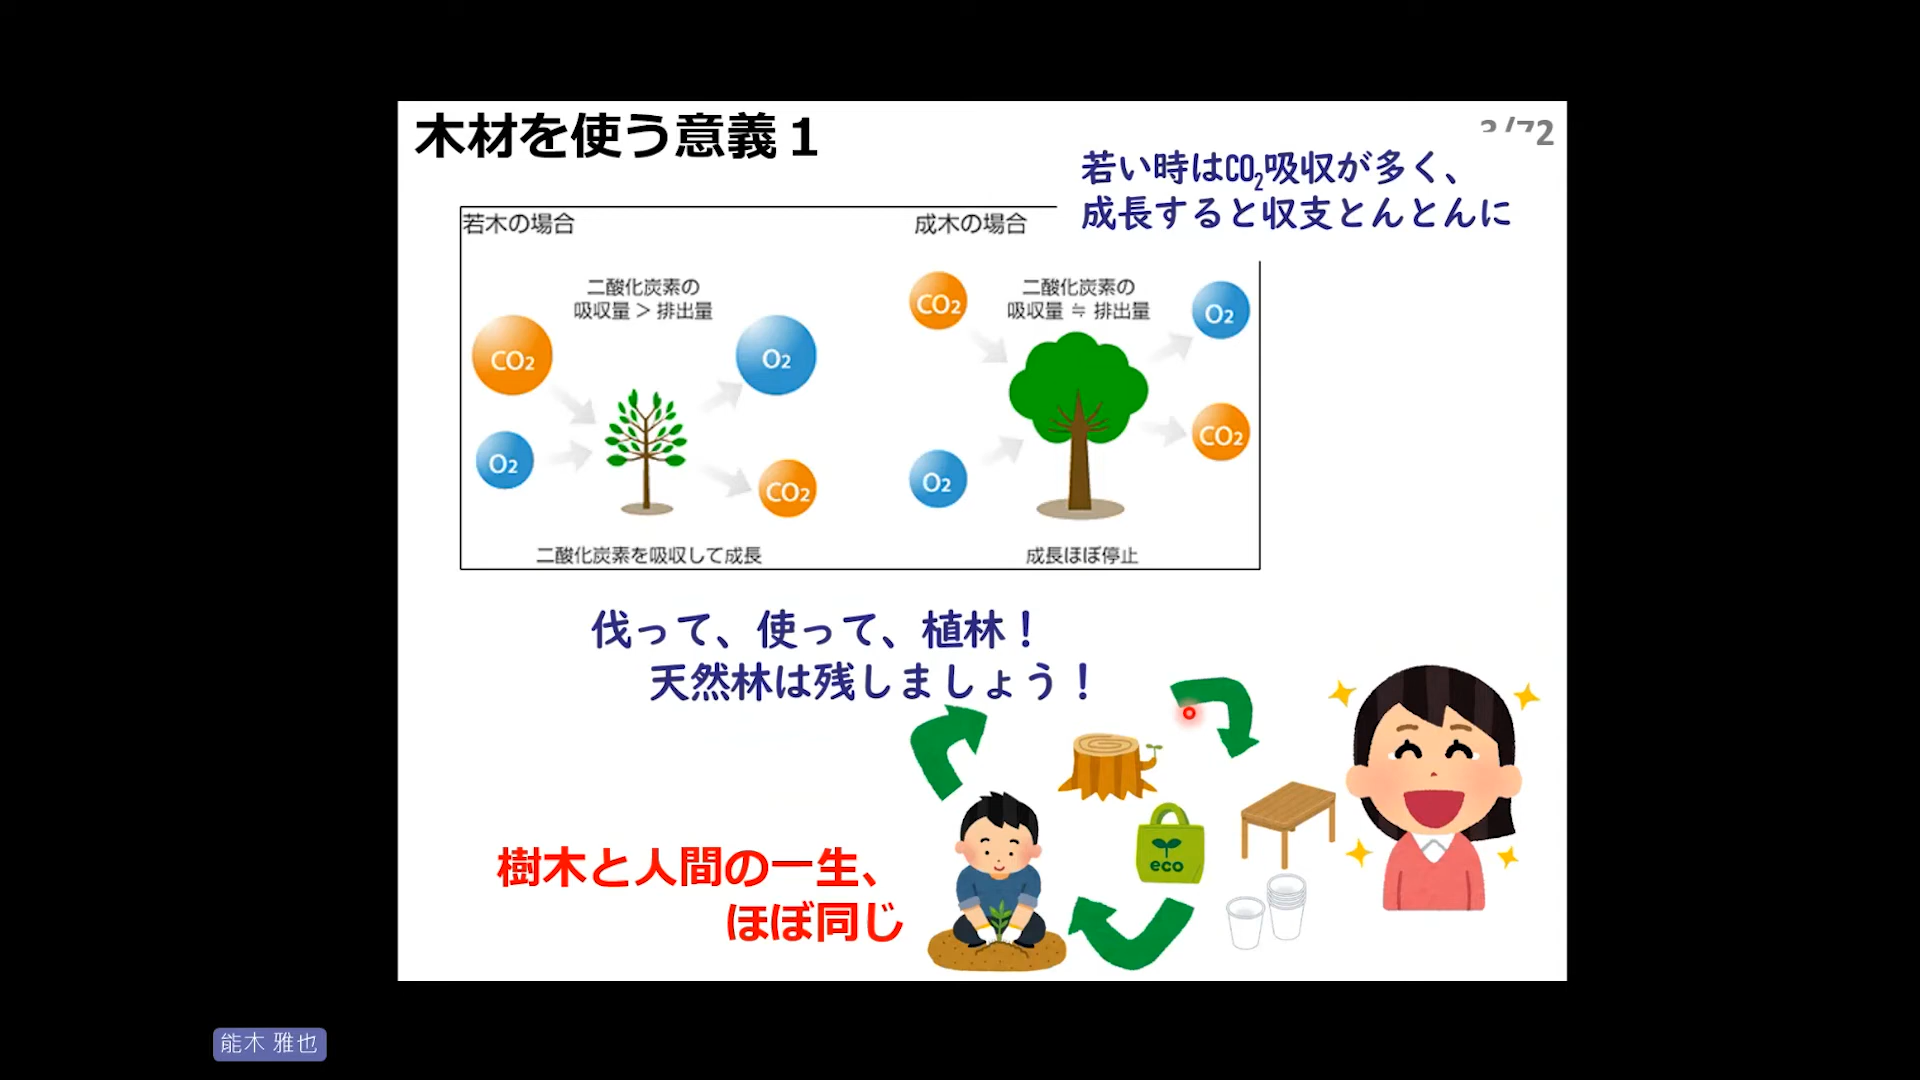 木材を使う意義1
若い時はCO₂吸収が多く、
成長すると収支とんとんに
若木の場合
二酸化炭素の
吸収量 > 排出量
CO2
O2
O2
CO2
二酸化炭素を吸収して成長
成木の場合
二酸化炭素の
吸収量 ≒ 排出量
CO2
O2
O2
CO2
成長ほぼ停止
伐って、使って、植林！
天然林は残しましょう！
eco
樹木と人間の一生、
ほぼ同じ
能木 雅也